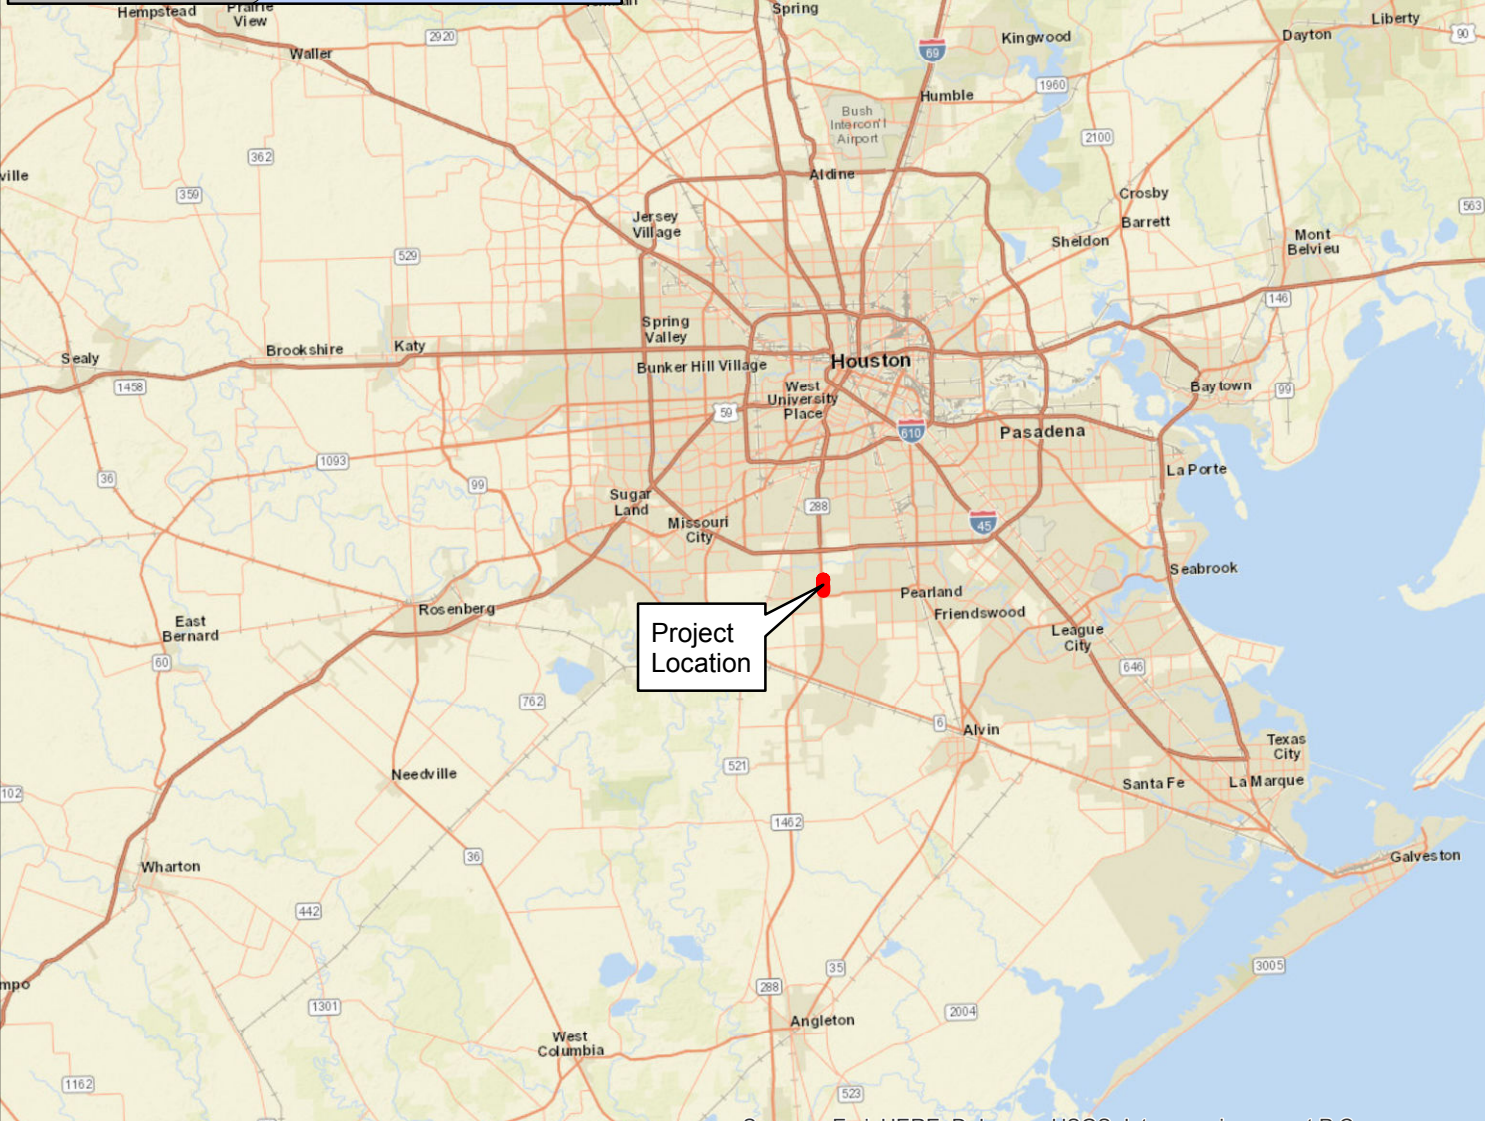 Hempstead
Prairie
View
Spring
Liberty
2920
Kingwood
Dayton
90
Waller
69
1960
Humble
Bush
Intercon'l
Airport
2100
362
ville
Aldine
359
Crosby
Jersey
Village
Barrett
563
Sheldon
Mont
Belvieu
529
146
Spring
Valley
Brookshire
Katy
Sealy
Houston
Bunker Hill Village
1458
West
University
Place
Baytown
99
59
610
Pasadena
1093
La Porte
36
99
Sugar
Land
288
Missouri
City
45
Seabrook
Pearland
Rosenberg
Friendswood
East
Bernard
Project
Location
League
City
60
646
762
6
Alvin
Texas
City
521
Needville
Santa Fe
La Marque
102
1462
36
Galveston
Wharton
442
35
3005
mpo
288
1301
2004
Angleton
West
Columbia
1162
523